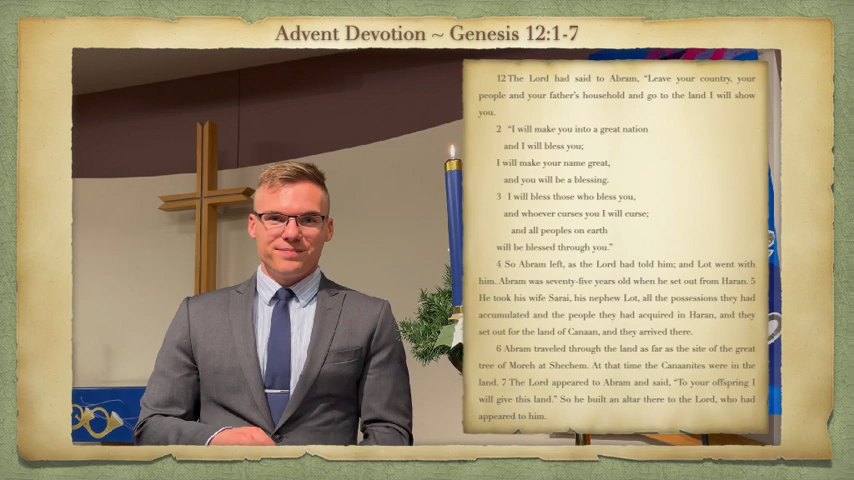 Advent Devotion ~ Genesis 12:1-7
12 The Lord had said to Abram, “Leave your country, your
people and your father’s household and go to the land I will show
you.
2 “I will make you into a great nation
and I will bless you;
I will make your name great,
and you will be a blessing.
3 I will bless those who bless you,
and whoever curses you I will curse;
and all peoples on earth
will be blessed through you.”
4 So Abram left, as the Lord had told him; and Lot went with
him. Abram was seventy-five years old when he set out from Haran. 5
He took his wife Sarai, his nephew Lot, all the possessions they had
accumulated and the people they had acquired in Haran, and they
set out for the land of Canaan, and they arrived there.
6 Abram traveled through the land as far as the site of the great
tree of Moreh at Shechem. At that time the Canaanites were in the
land. 7 The Lord appeared to Abram and said, “To your offspring I
will give this land.” So he built an altar there to the Lord, who had
appeared to him.